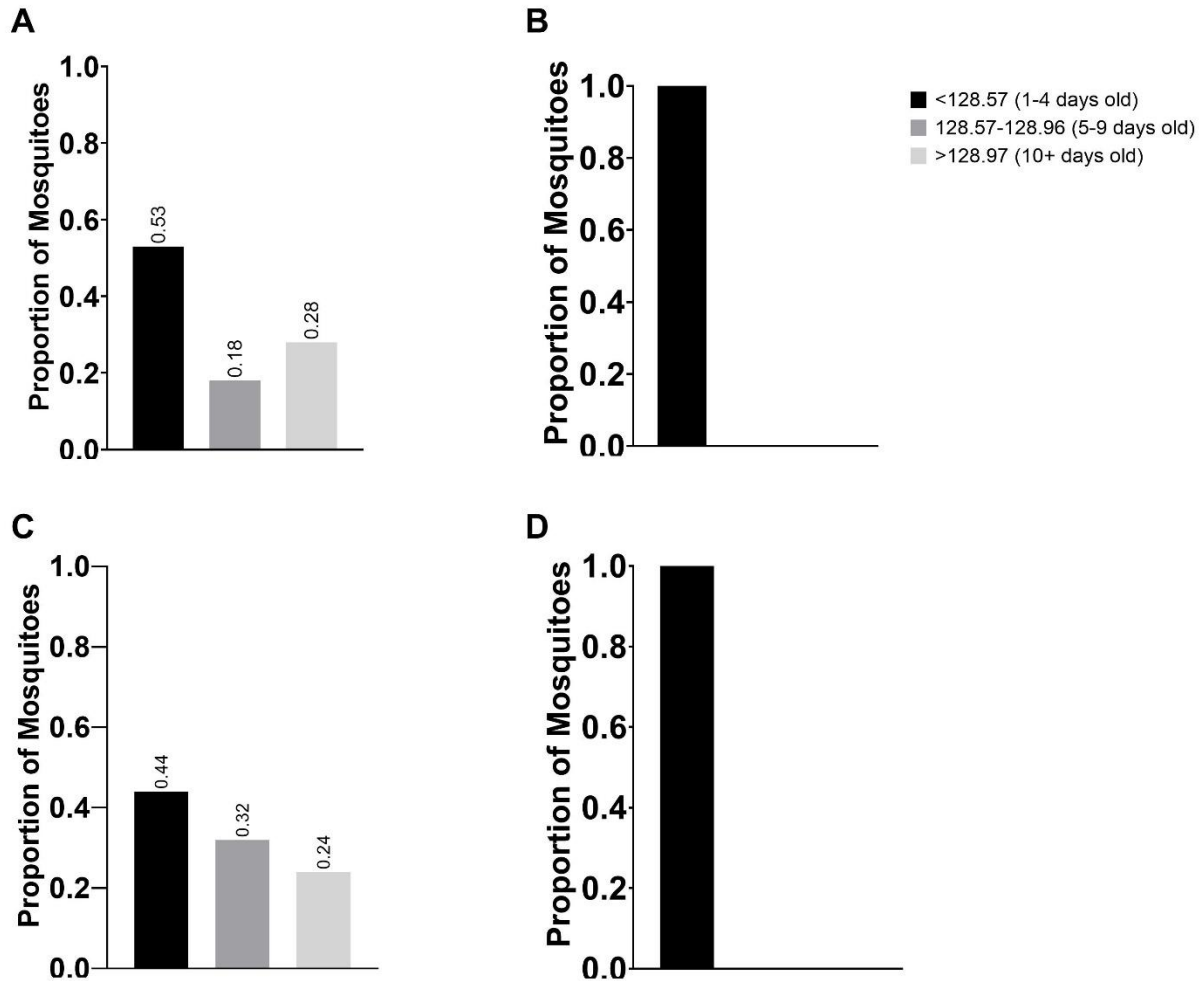 A
Proportion of Mosquitoes
1.0
0.8
0.6
0.4
0.2
0.0
0.53
0.18
0.28
B
Proportion of Mosquitoes
1.0
0.8
0.6
0.4
0.2
0.0
<128.57 (1-4 days old)
128.57-128.96 (5-9 days old)
>128.97 (10+ days old)
C
Proportion of Mosquitoes
1.0
0.8
0.6
0.4
0.2
0.0
0.44
0.32
0.24
D
Proportion of Mosquitoes
1.0
0.8
0.6
0.4
0.2
0.0